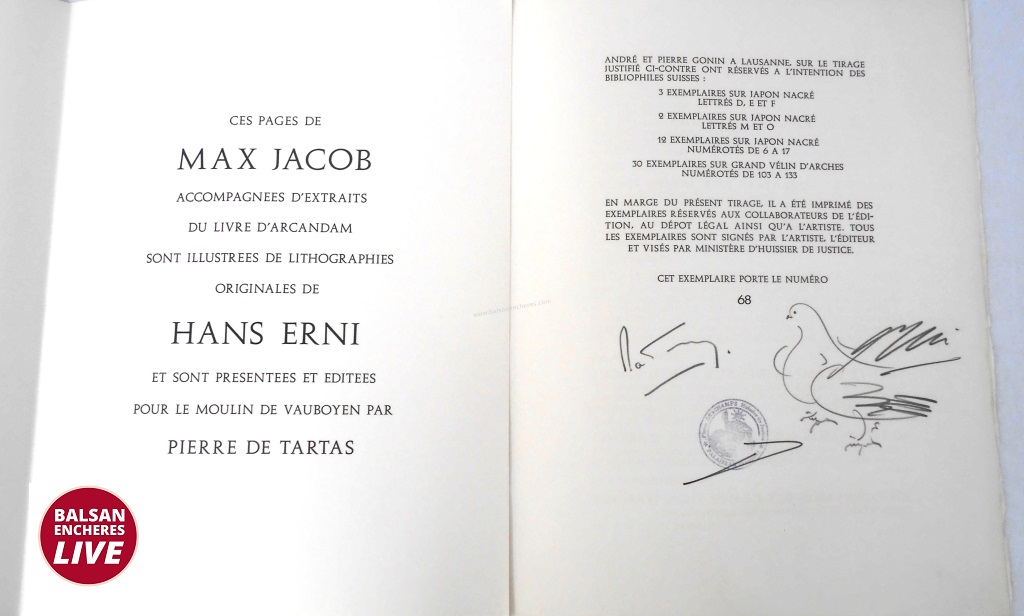 CES PAGES DE
MAX JACOB
ACCOMPAGNEES D'EXTRAITS
DU LIVRE D'ARCANDAM
SONT ILLUSTREES DE LITHOGRAPHIES
ORIGINALES DE
HANS ERNI
ET SONT PRESENTEES ET EDITEES
POUR LE MOULIN DE VAUBOYEN PAR
PIERRE DE TARTAS
BALSAN
ENCHERES
LIVE
ANDRÉ ET PIERRE GONIN A LAUSANNE, SUR LE TIRAGE
JUSTIFIÉ CI-CONTRE ONT RÉSERVÉS A L'INTENTION DES
BIBLIOPHILES SUISSES :
3 EXEMPLAIRES SUR JAPON NACRÉ
LETTRÉS D, E ET F
2 EXEMPLAIRES SUR JAPON NACRÉ
LETTRÉS M ET O
12 EXEMPLAIRES SUR JAPON NACRÉ
NUMÉROTÉS DE 6 A 17
30 EXEMPLAIRES SUR GRAND VÉLIN D'ARCHES
NUMÉROTÉS DE 103 A 133
EN MARGE DU PRÉSENT TIRAGE, IL A ÉTÉ IMPRIMÉ DES
EXEMPLAIRES RÉSERVÉS AUX COLLABORATEURS DE L'ÉDI-
TION, AU DÉPOT LÉGAL AINSI QU'A L'ARTISTE. TOUS
LES EXEMPLAIRES SONT SIGNÉS PAR L'ARTISTE, L'ÉDITEUR
ET VISÉS PAR MINISTÈRE D'HUISSIER DE JUSTICE.
CET EXEMPLAIRE PORTE LE NUMÉRO
68